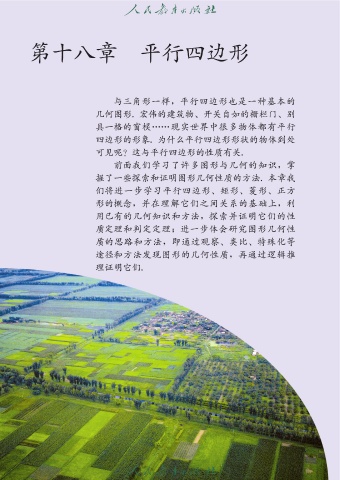 人民教育出版社
第十八章 平行四边形
与三角形一样，平行四边形也是一种基本的
几何图形. 宏伟的建筑物、开关自如的栅栏门、别
具一格的窗棂……现实世界中很多物体都有平行
四边形的形象. 为什么平行四边形形状的物体到处
可见呢？这与平行四边形的性质有关.
前面我们学习了许多图形与几何的知识，掌
握了一些探索和证明图形几何性质的方法. 本章我
们将进一步学习平行四边形、矩形、菱形、正方
形的概念，并在理解它们之间关系的基础上，利
用已有的几何知识和方法，探索并证明它们的性
质定理和判定定理；进一步体会研究图形几何性
质的思路和方法，即通过观察、类比、特殊化等
途径和方法发现图形的几何性质，再通过逻辑推
理证明它们.